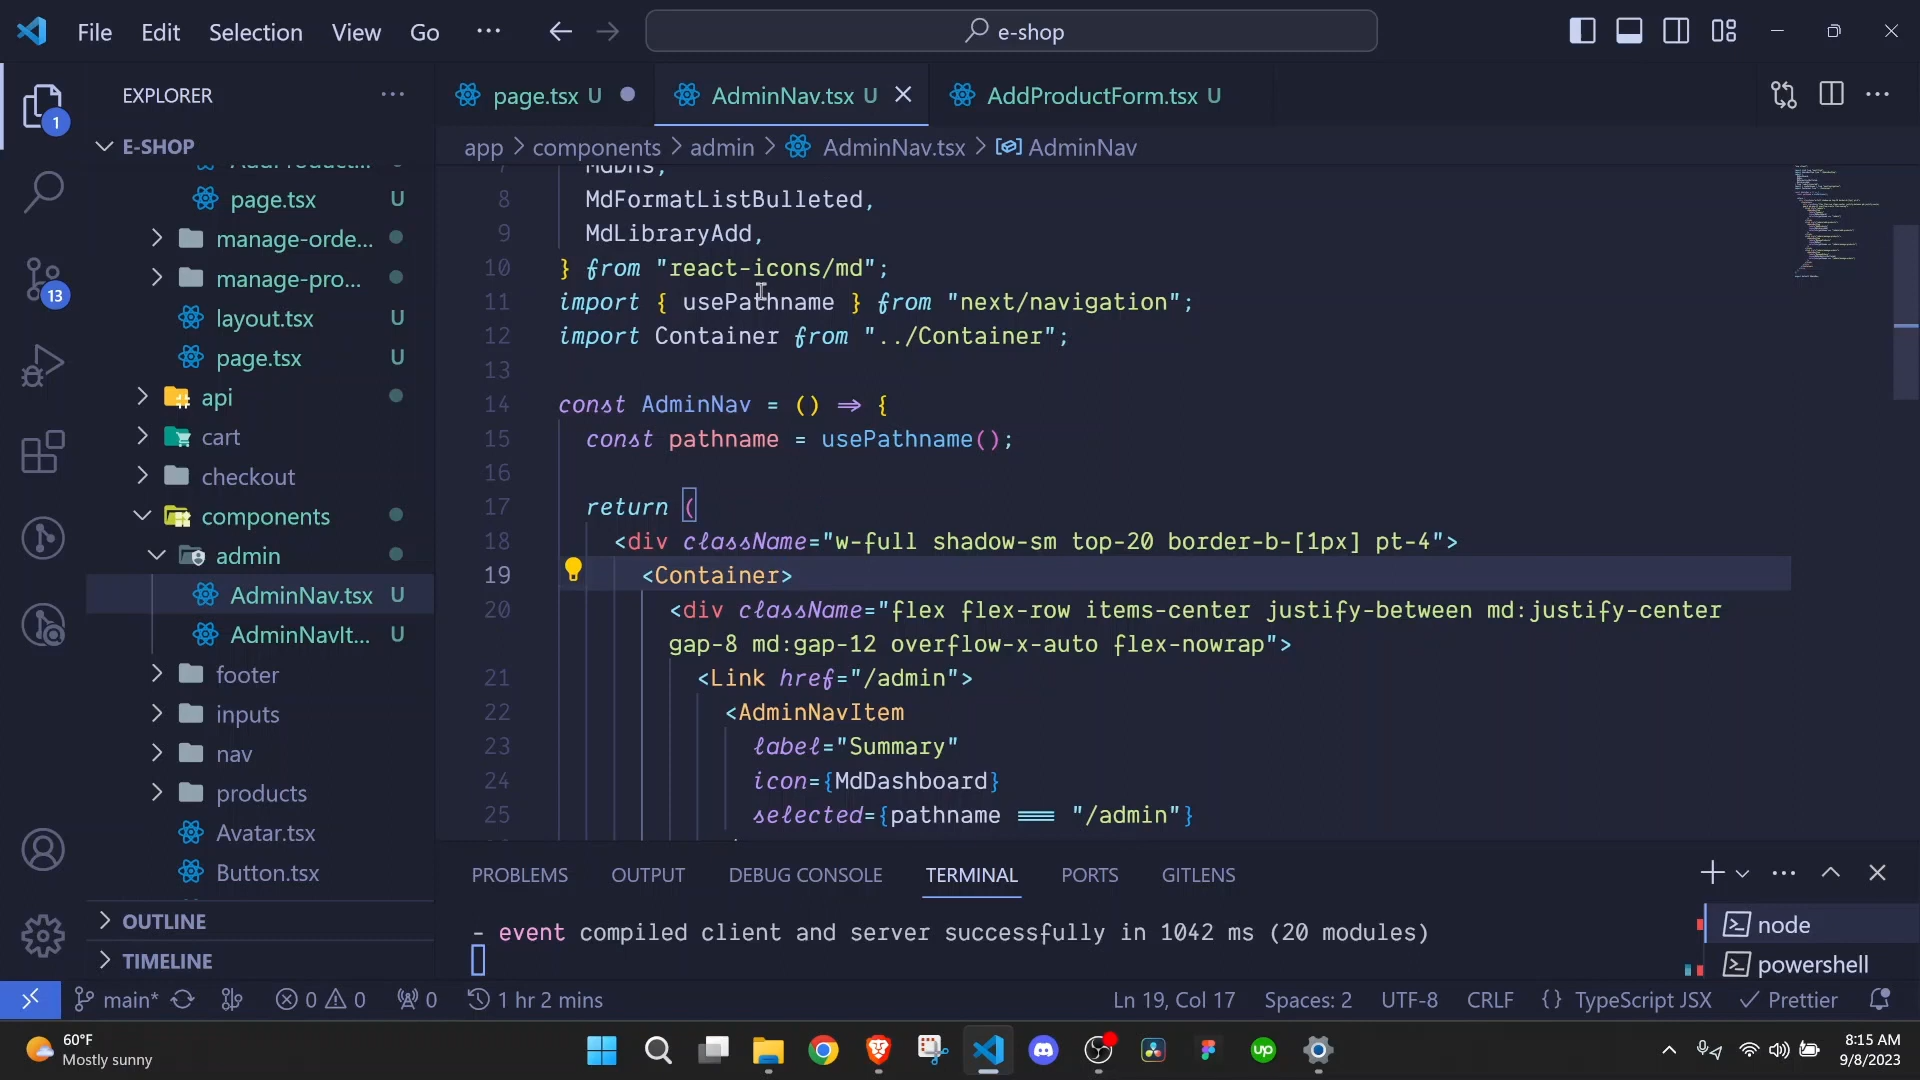 File Edit Selection View Go ··· e-shop
EXPLORER ···
1
E-SHOP
page.tsx U
manage-orde...
manage-pro...
layout.tsx U
page.tsx U
api
cart
checkout
components
admin
AdminNav.tsx U
AdminNavIt... U
footer
inputs
nav
products
Avatar.tsx
Button.tsx
OUTLINE
TIMELINE
13
page.tsx U AdminNav.tsx U AddProductForm.tsx U
app > components > admin > AdminNav.tsx > AdminNav
8 MdFormatListBulleted,
9 MdLibraryAdd,
10 } from "react-icons/md";
11 import { usePathname } from "next/navigation";
12 import Container from "../Container";
13
14 const AdminNav = () => {
15 const pathname = usePathname();
16
17 return (
18 <div className="w-full shadow-sm top-20 border-b-[1px] pt-4">
19 <Container>
20 <div className="flex flex-row items-center justify-between md:justify-center
gap-8 md:gap-12 overflow-x-auto flex-nowrap">
21 <Link href="/admin">
22 <AdminNavItem
23 label="Summary"
24 icon={MdDashboard}
25 selected={pathname === "/admin"}
PROBLEMS OUTPUT DEBUG CONSOLE TERMINAL PORTS GITLENS
- event compiled client and server successfully in 1042 ms (20 modules)
node
powershell
main* 0 0 0 1 hr 2 mins Ln 19, Col 17 Spaces: 2 UTF-8 CRLF {} TypeScript JSX Prettier
60°F
Mostly sunny
up
8:15 AM
9/8/2023